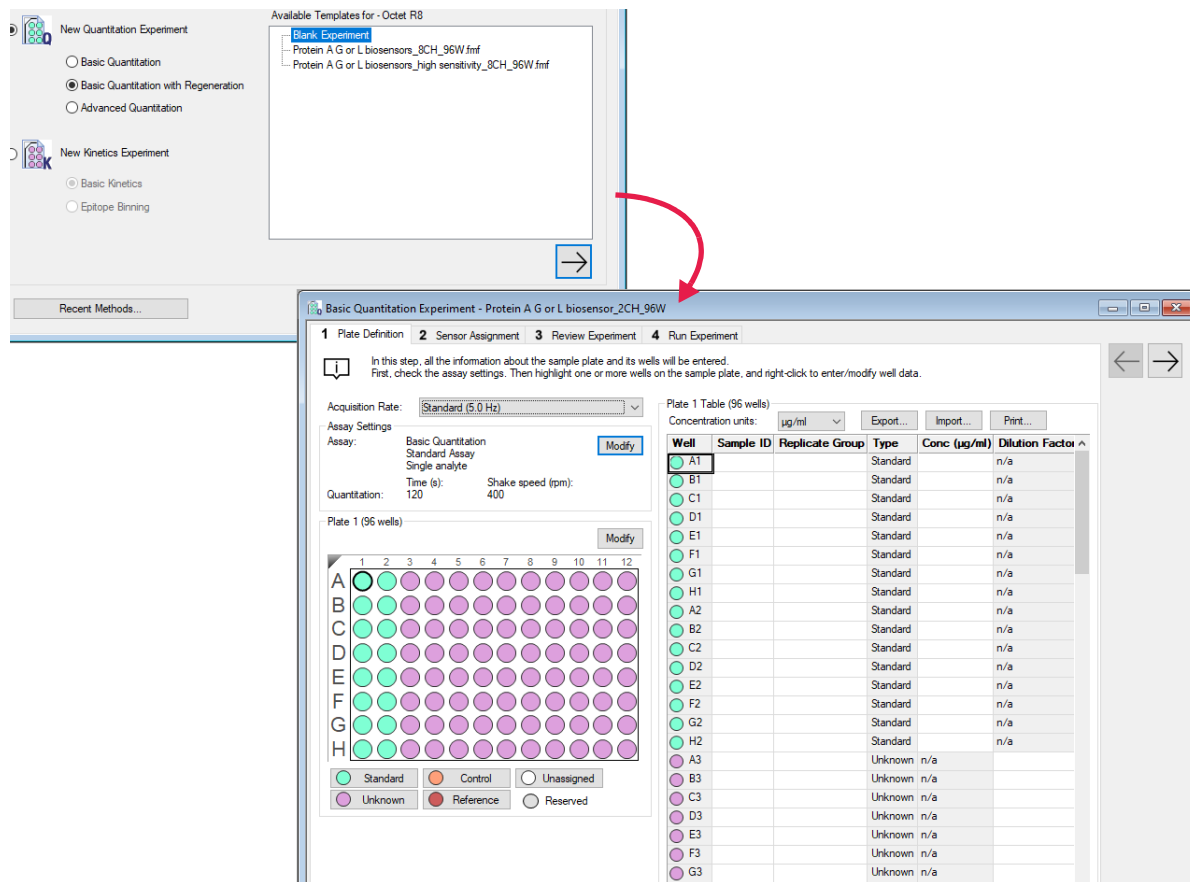 Available Templates for - Octet R8
Q New Quantitation Experiment
Blank Experiment
Protein A G or L biosensors_8CH_96W.fmf
Protein A G or L biosensors_high sensitivity_8CH_96W.fmf
Basic Quantitation
Basic Quantitation with Regeneration
Advanced Quantitation
K New Kinetics Experiment
Basic Kinetics
Epitope Binning
Recent Methods...
Basic Quantitation Experiment - Protein A G or L biosensor_2CH_96W
1 Plate Definition 2 Sensor Assignment 3 Review Experiment 4 Run Experiment
In this step, all the information about the sample plate and its wells will be entered.
First, check the assay settings. Then highlight one or more wells on the sample plate, and right-click to enter/modify well data.
Acquisition Rate: Standard (5.0 Hz)
Assay Settings
Assay: Basic Quantitation
Standard Assay
Single analyte
Modify
Time (s): Shake speed (rpm):
Quantitation: 120 400
Plate 1 (96 wells)
Modify
1 2 3 4 5 6 7 8 9 10 11 12
A
B
C
D
E
F
G
H
Standard Control Unassigned
Unknown Reference Reserved
Plate 1 Table (96 wells)
Concentration units: µg/ml Export... Import... Print...
Well Sample ID Replicate Group Type Conc (µg/ml) Dilution Factor
A1 Standard n/a
B1 Standard n/a
C1 Standard n/a
D1 Standard n/a
E1 Standard n/a
F1 Standard n/a
G1 Standard n/a
H1 Standard n/a
A2 Standard n/a
B2 Standard n/a
C2 Standard n/a
D2 Standard n/a
E2 Standard n/a
F2 Standard n/a
G2 Standard n/a
H2 Standard n/a
A3 Unknown n/a
B3 Unknown n/a
C3 Unknown n/a
D3 Unknown n/a
E3 Unknown n/a
F3 Unknown n/a
G3 Unknown n/a